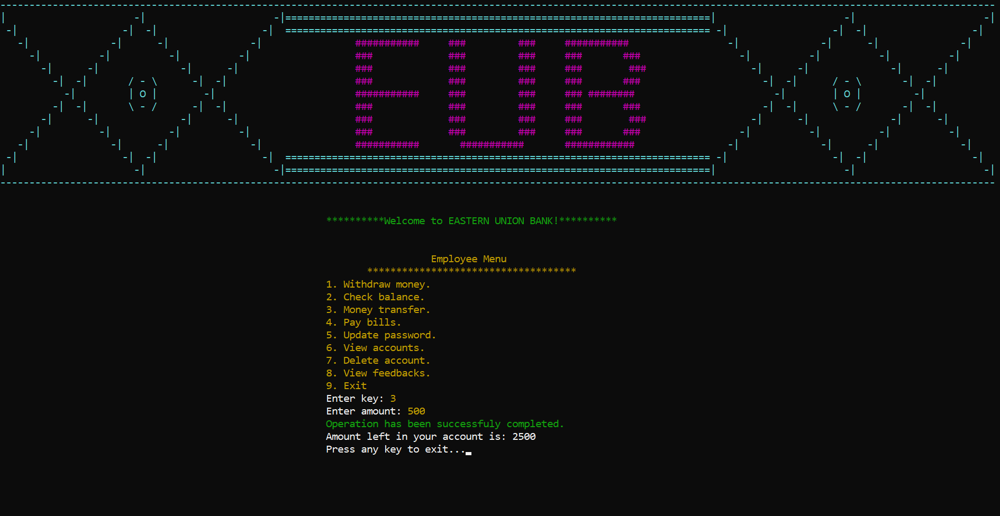 EUB
**********Welcome to EASTERN UNION BANK!**********
Employee Menu
************************************
1. Withdraw money.
2. Check balance.
3. Money transfer.
4. Pay bills.
5. Update password.
6. View accounts.
7. Delete account.
8. View feedbacks.
9. Exit
Enter key: 3
Enter amount: 500
Operation has been successfuly completed.
Amount left in your account is: 2500
Press any key to exit...